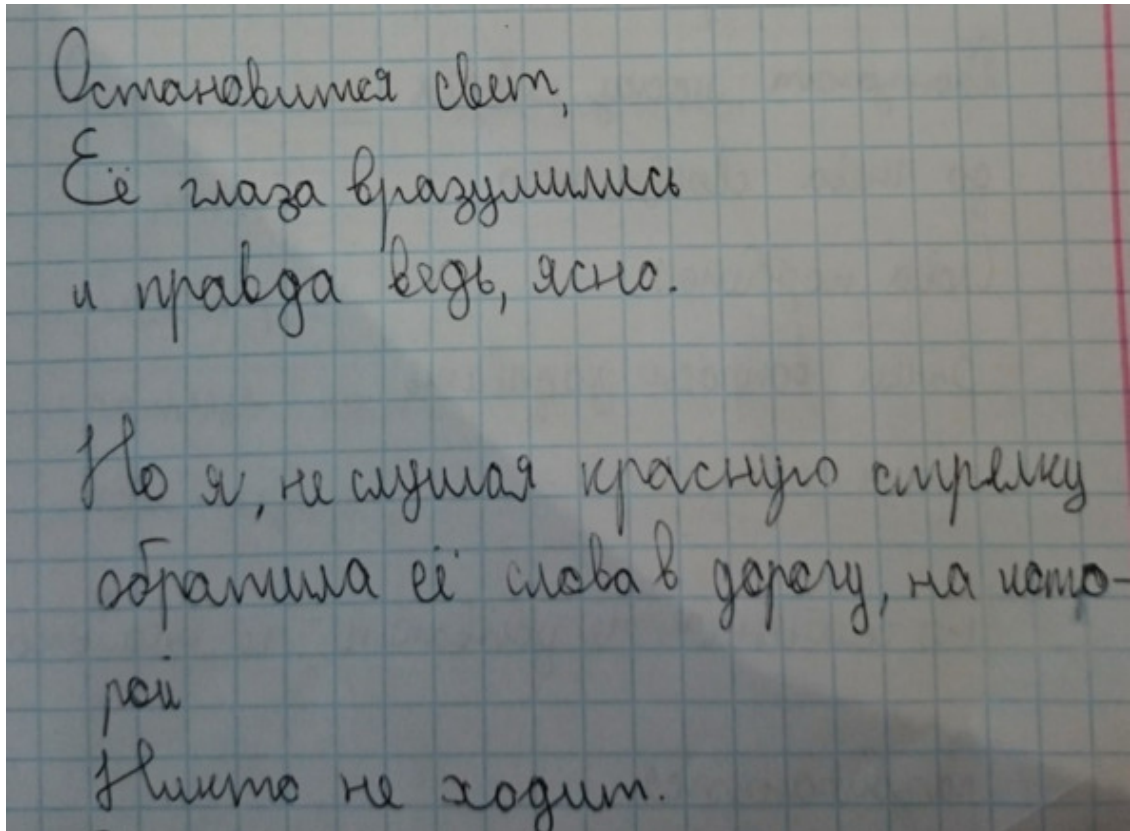 Остановится свет,
Её глаза вразумились
и правда ведь, ясно.
Но я, не слушая красную стрелку
обратила её слова в дорогу, на кото-
рой
Никто не ходит.